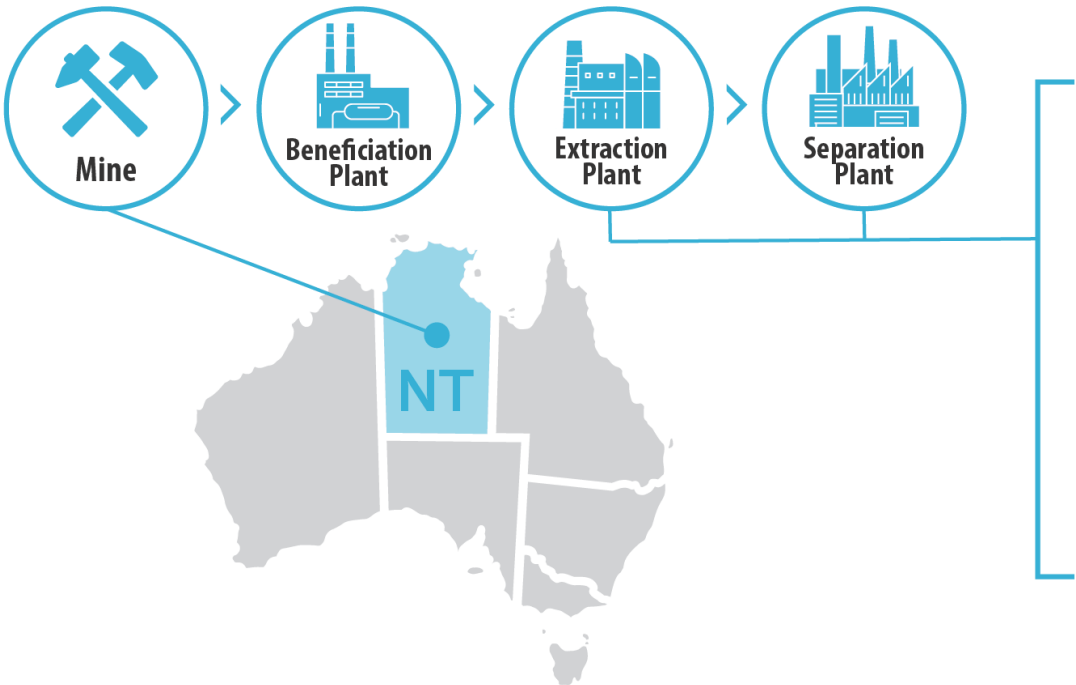 Mine
Beneficiation
Plant
Extraction
Plant
Separation
Plant
NT